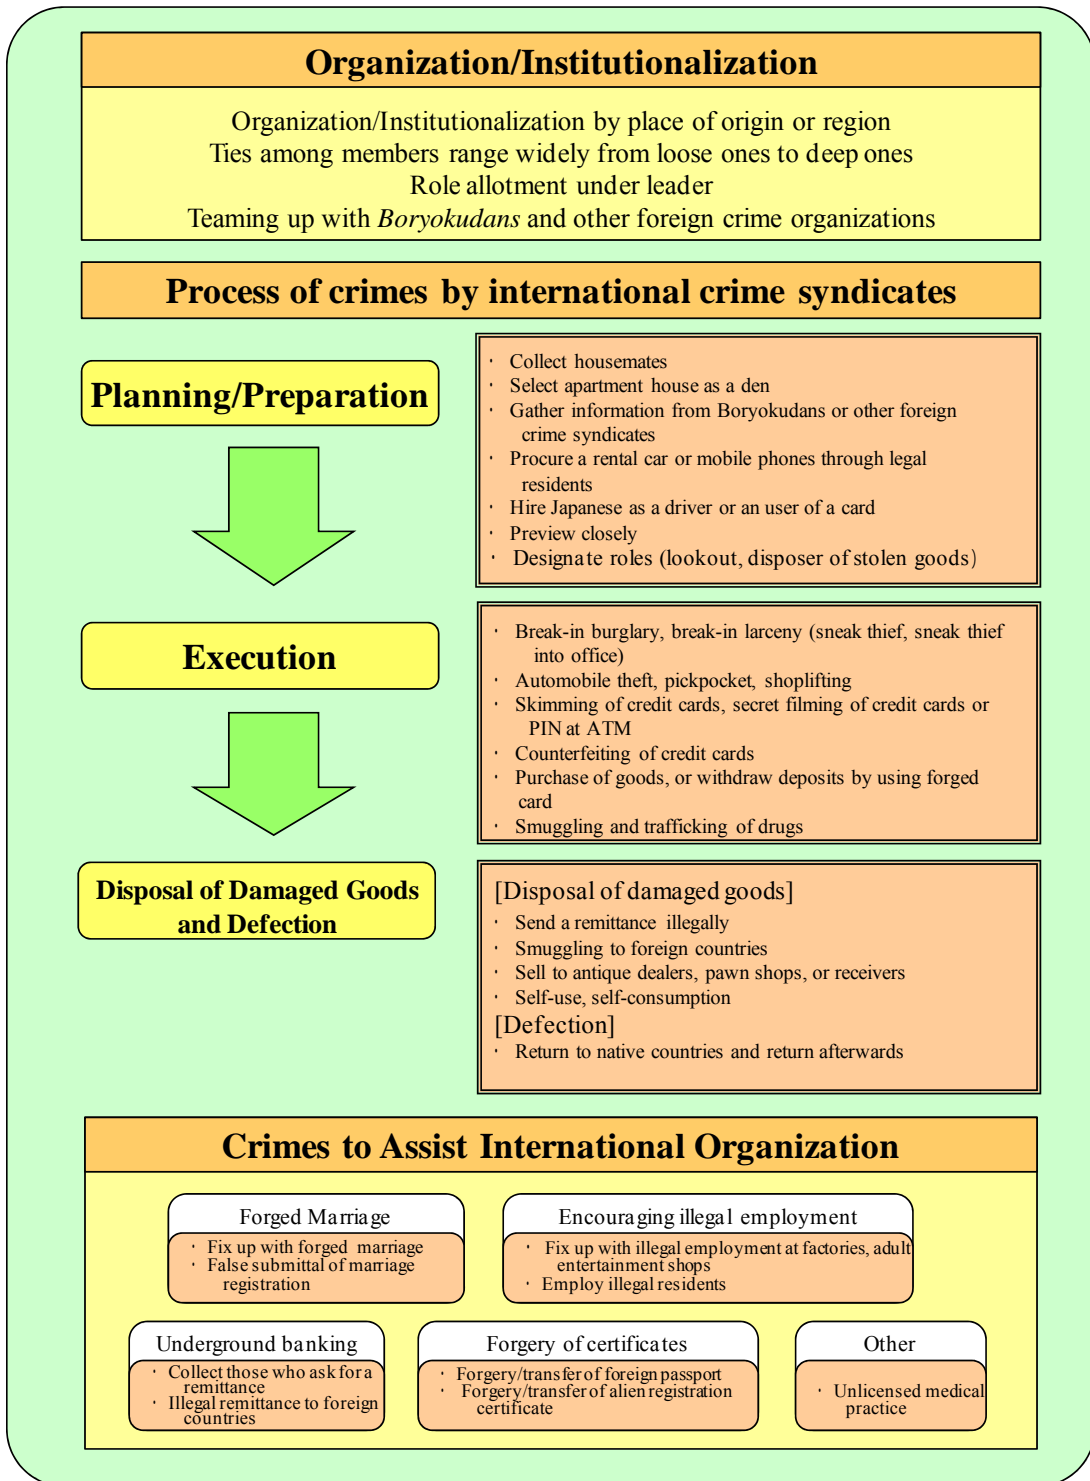 Organization/Institutionalization
Organization/Institutionalization by place of origin or region
Ties among members range widely from loose ones to deep ones
Role allotment under leader
Teaming up with Boryokudans and other foreign crime organizations
Process of crimes by international crime syndicates
Planning/Preparation
· Collect housemates
· Select apartment house as a den
· Gather information from Boryokudans or other foreign
crime syndicates
· Procure a rental car or mobile phones through legal
residents
· Hire Japanese as a driver or an user of a card
· Preview closely
· Designate roles (lookout, disposer of stolen goods)
Execution
· Break-in burglary, break-in larceny (sneak thief, sneak thief
into office)
· Automobile theft, pickpocket, shoplifting
· Skimming of credit cards, secret filming of credit cards or
PIN at ATM
· Counterfeiting of credit cards
· Purchase of goods, or withdraw deposits by using forged
card
· Smuggling and trafficking of drugs
Disposal of Damaged Goods
and Defection
[Disposal of damaged goods]
· Send a remittance illegally
· Smuggling to foreign countries
· Sell to antique dealers, pawn shops, or receivers
· Self-use, self-consumption
[Defection]
· Return to native countries and return afterwards
Crimes to Assist International Organization
Forged Marriage
· Fix up with forged marriage
· False submittal of marriage
registration
Encouraging illegal employment
· Fix up with illegal employment at factories, adult
entertainment shops
· Employ illegal residents
Underground banking
· Collect those who ask for a
remittance
· Illegal remittance to foreign
countries
Forgery of certificates
· Forgery/transfer of foreign passport
· Forgery/transfer of alien registration
certificate
Other
· Unlicensed medical
practice